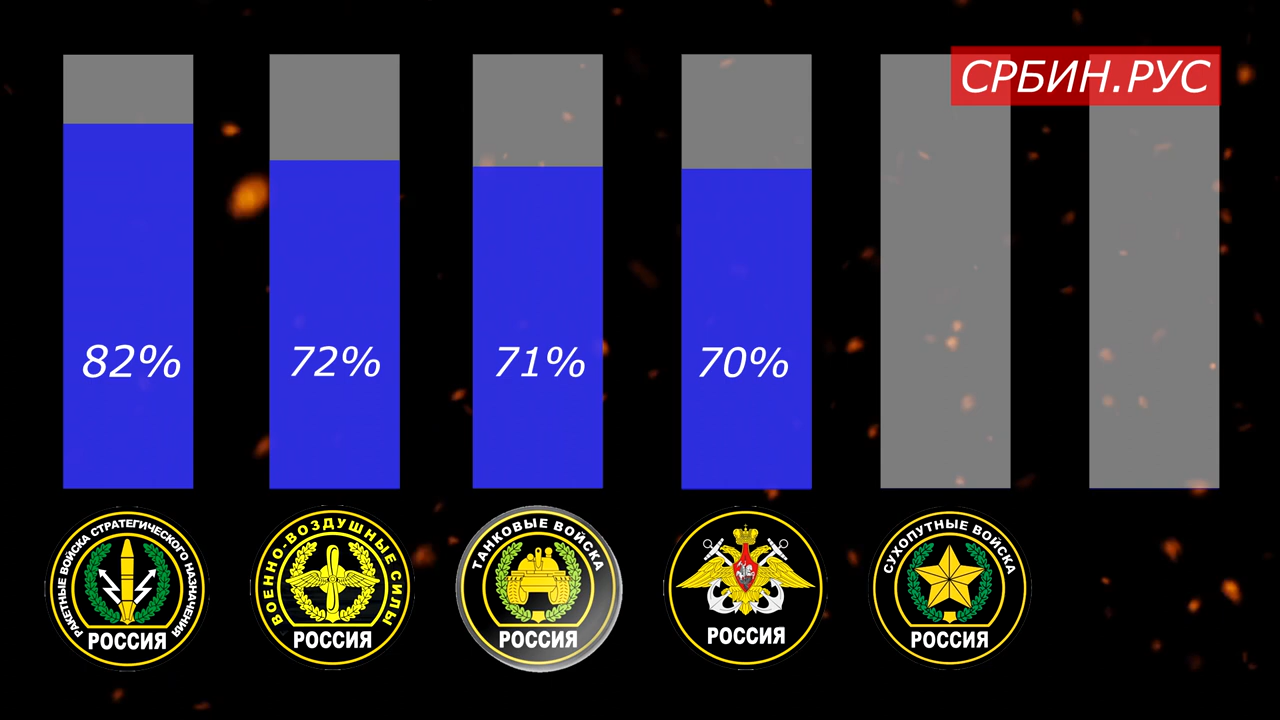 СРБИН.РУС
82%
72%
71%
70%
РАКЕТНЫЕ ВОЙСКА СТРАТЕГИЧЕСКОГО НАЗНАЧЕНИЯ
РОССИЯ
ВОЕННО-ВОЗДУШНЫЕ СИЛЫ
РОССИЯ
ТАНКОВЫЕ ВОЙСКА
РОССИЯ
РОССИЯ
СУХОПУТНЫЕ ВОЙСКА
РОССИЯ